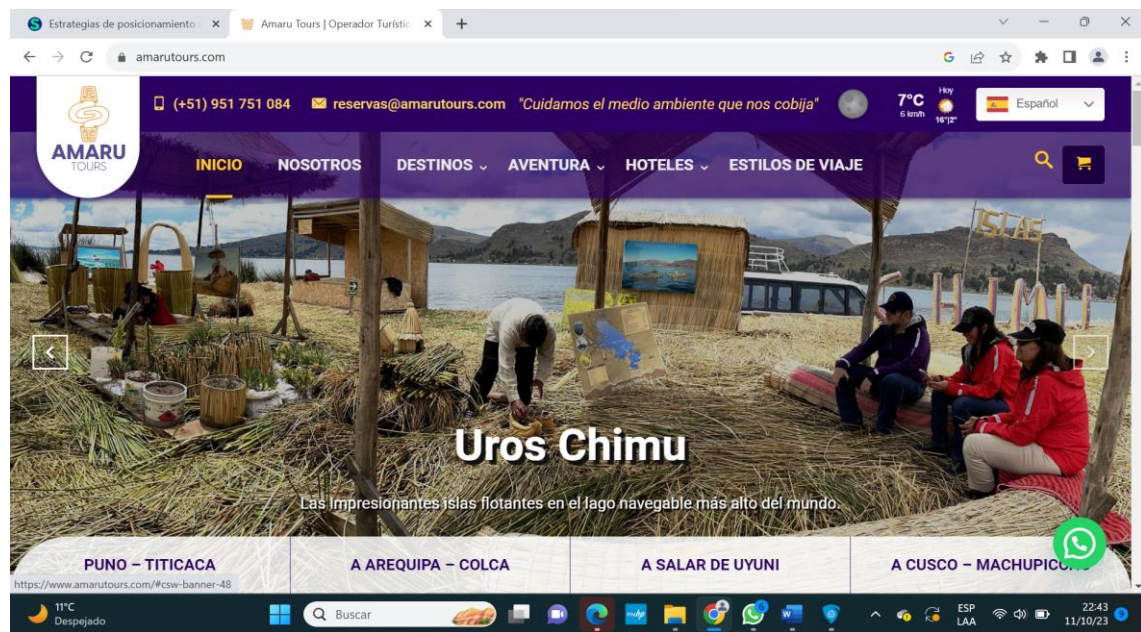 Estrategias de posicionamiento
Amaru Tours | Operador Turístic
amarutours.com
(+51) 951 751 084
reservas@amarutours.com
"Cuidamos el medio ambiente que nos cobija"
7°C
6 km/h
Hoy
16°|2°
Español
AMARU
TOURS
INICIO
NOSOTROS
DESTINOS
AVENTURA
HOTELES
ESTILOS DE VIAJE
ISLAS
Uros Chimu
Las impresionantes islas flotantes en el lago navegable más alto del mundo.
PUNO – TITICACA
A AREQUIPA – COLCA
A SALAR DE UYUNI
A CUSCO – MACHUPICCHU
https://www.amarutours.com/#csw-banner-48
11°C
Despejado
Buscar
myhp
ESP
LAA
22:43
11/10/23
9